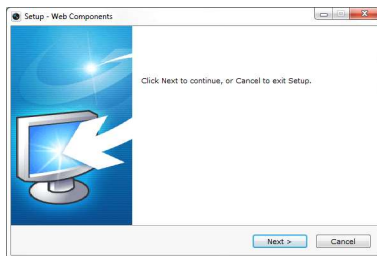 Setup - Web Components
Click Next to continue, or Cancel to exit Setup.
Next >
Cancel